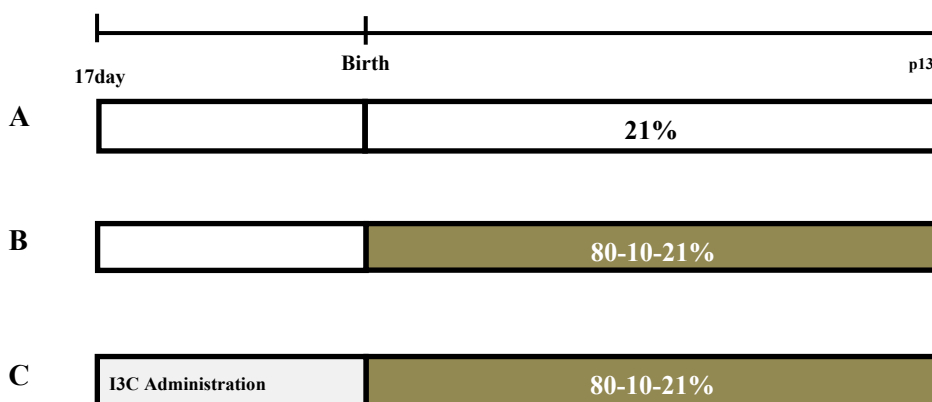 Birth
17day
p13
A
21%
B
80-10-21%
C
I3C Administration
80-10-21%